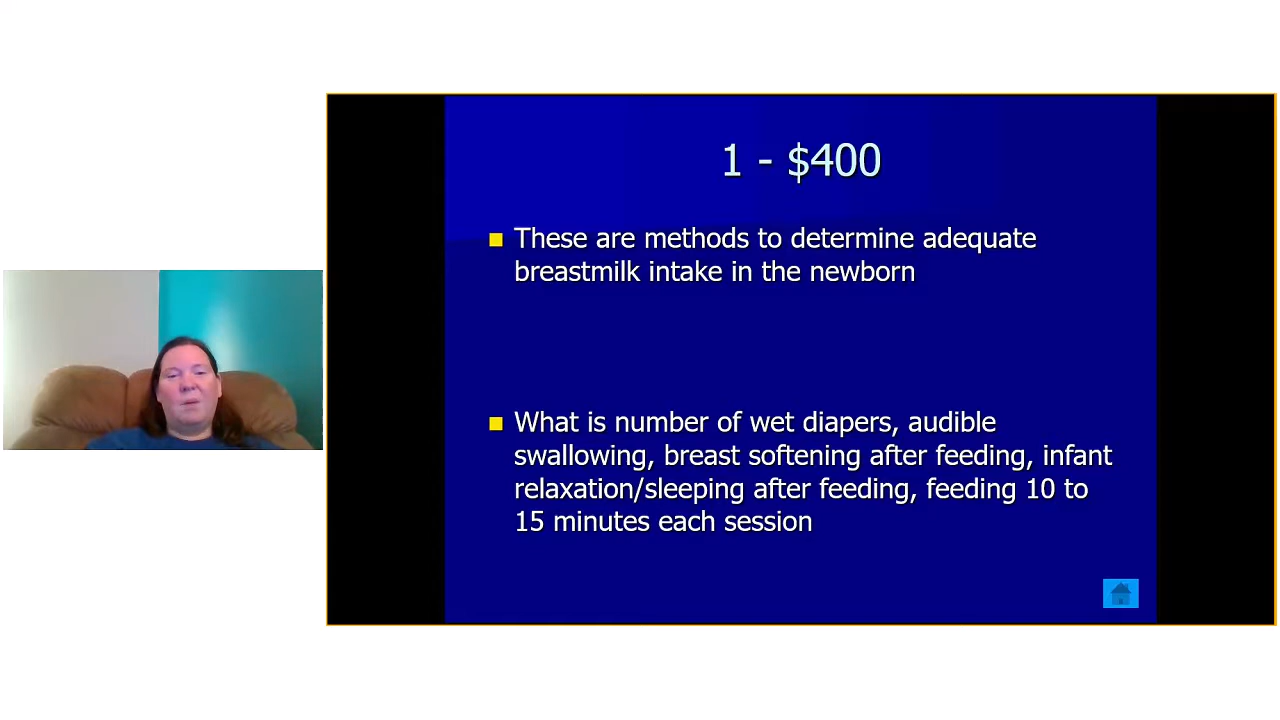 1 - $400
These are methods to determine adequate
breastmilk intake in the newborn
What is number of wet diapers, audible
swallowing, breast softening after feeding, infant
relaxation/sleeping after feeding, feeding 10 to
15 minutes each session